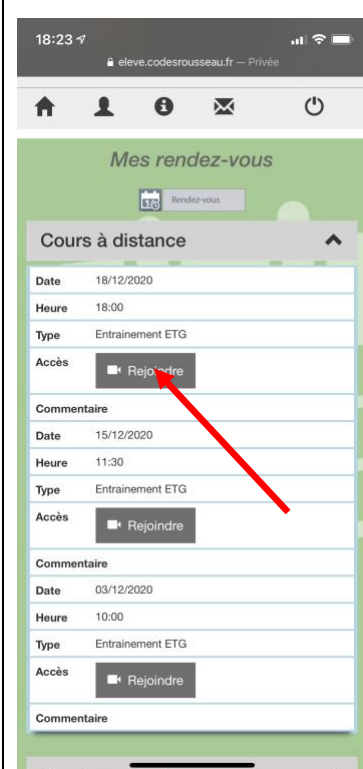 18:23
eleve.codesrousseau.fr — Privée
Mes rendez-vous
Rendez-vous
Cours à distance
Date 18/12/2020
Heure 18:00
Type Entrainement ETG
Accès Rejoindre
Commentaire
Date 15/12/2020
Heure 11:30
Type Entrainement ETG
Accès Rejoindre
Commentaire
Date 03/12/2020
Heure 10:00
Type Entrainement ETG
Accès Rejoindre
Commentaire